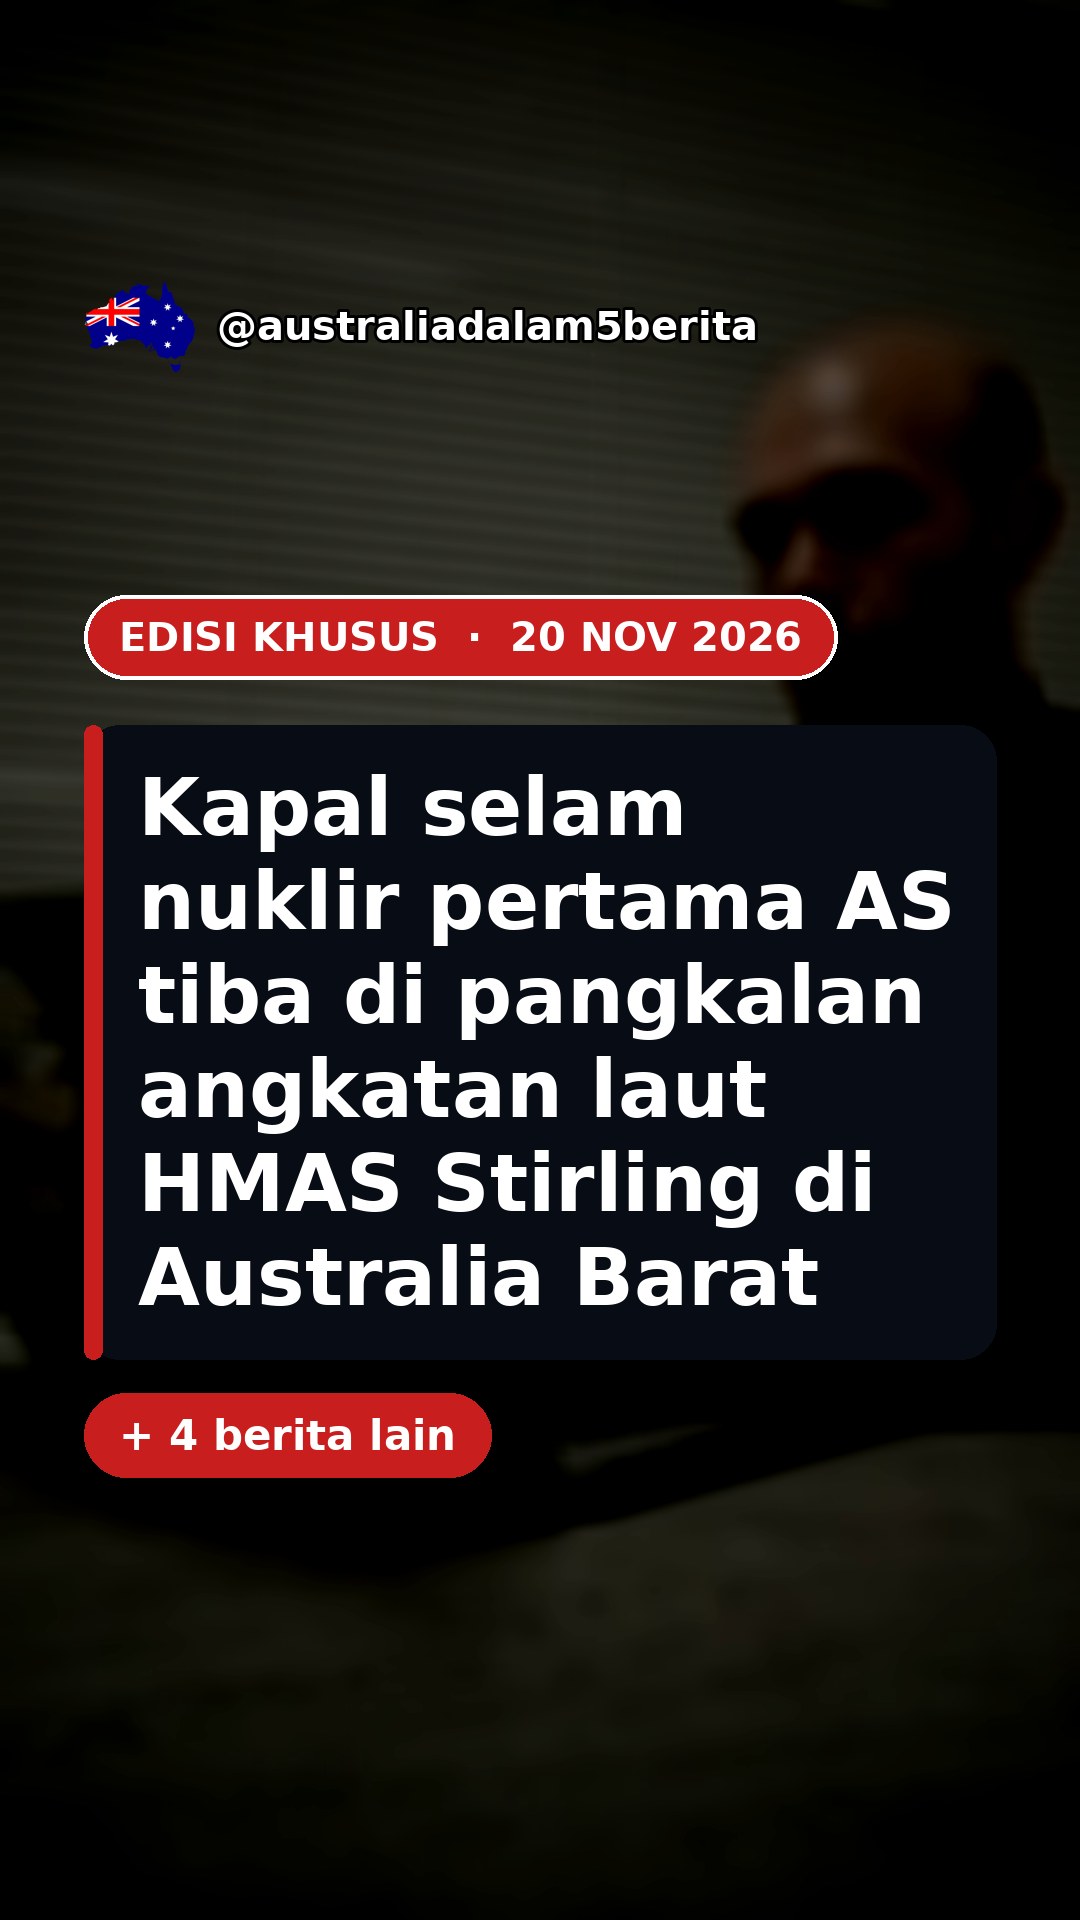 @australiadalam5berita
EDISI KHUSUS · 20 NOV 2026
Kapal selam
nuklir pertama AS
tiba di pangkalan
angkatan laut
HMAS Stirling di
Australia Barat
+ 4 berita lain